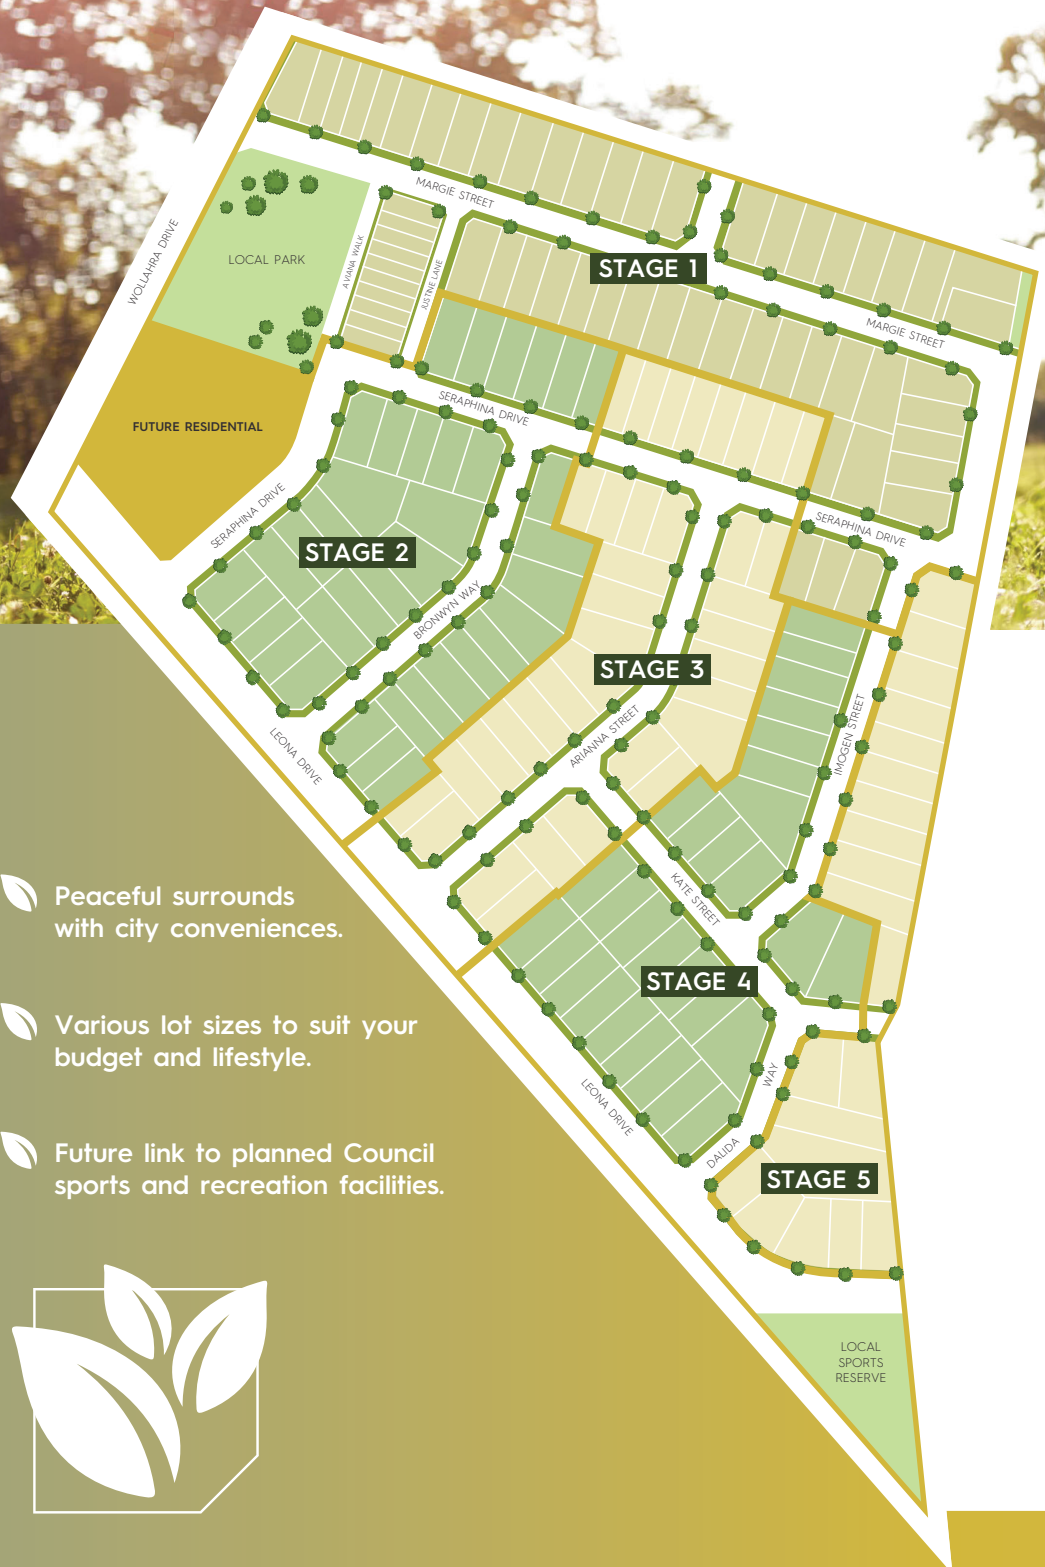 MARGIE STREET
WOLLAHRA DRIVE
LOCAL PARK
AVIANA WALK
JUSTINE LANE
STAGE 1
MARGIE STREET
SERAPHINA DRIVE
FUTURE RESIDENTIAL
SERAPHINA DRIVE
STAGE 2
SERAPHINA DRIVE
BRONWYN WAY
STAGE 3
ARIANNA STREET
IMOGEN STREET
LEONA DRIVE
KATE STREET
STAGE 4
Peaceful surrounds
with city conveniences.
Various lot sizes to suit your
budget and lifestyle.
WAY
LEONA DRIVE
DALIDA
STAGE 5
Future link to planned Council
sports and recreation facilities.
LOCAL
SPORTS
RESERVE